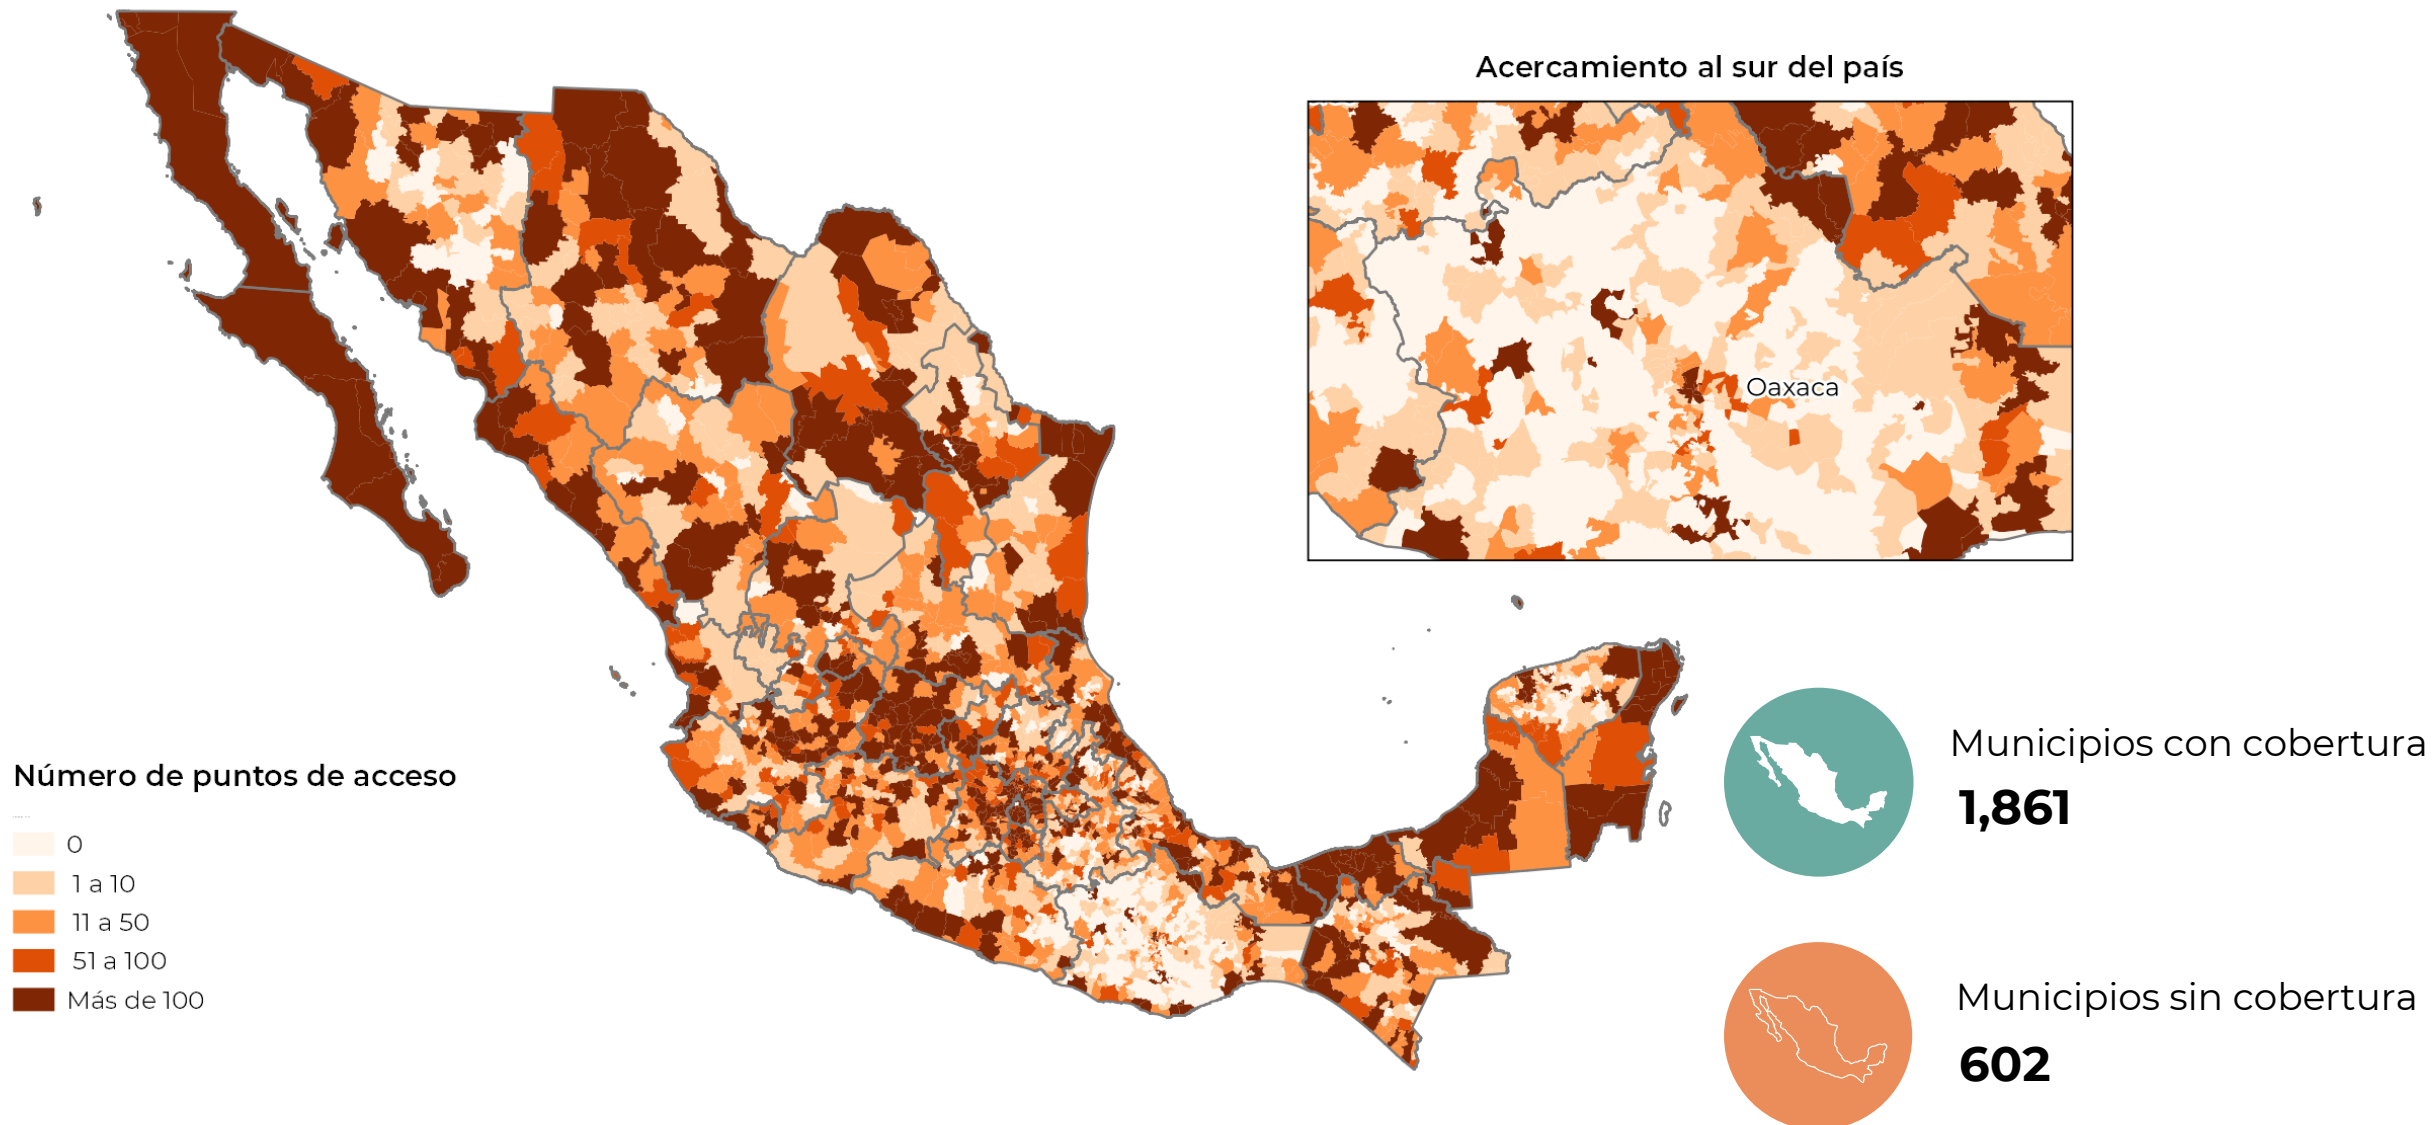 Acercamiento al sur del país
Oaxaca
Número de puntos de acceso
0
1 a 10
11 a 50
51 a 100
Más de 100
Municipios con cobertura
1,861
Municipios sin cobertura
602